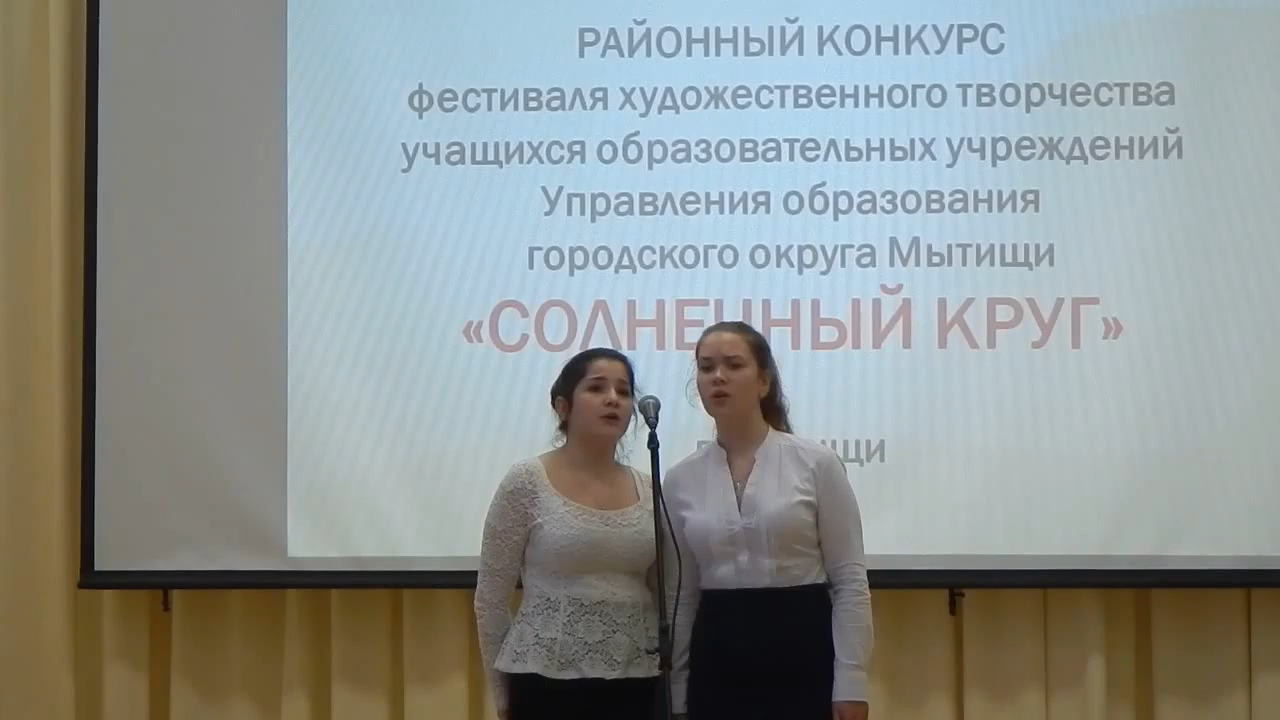 РАЙОННЫЙ КОНКУРС
фестиваля художественного творчества
учащихся образовательных учреждений
Управления образования
городского округа Мытищи
«СОЛНЕЧНЫЙ КРУГ»